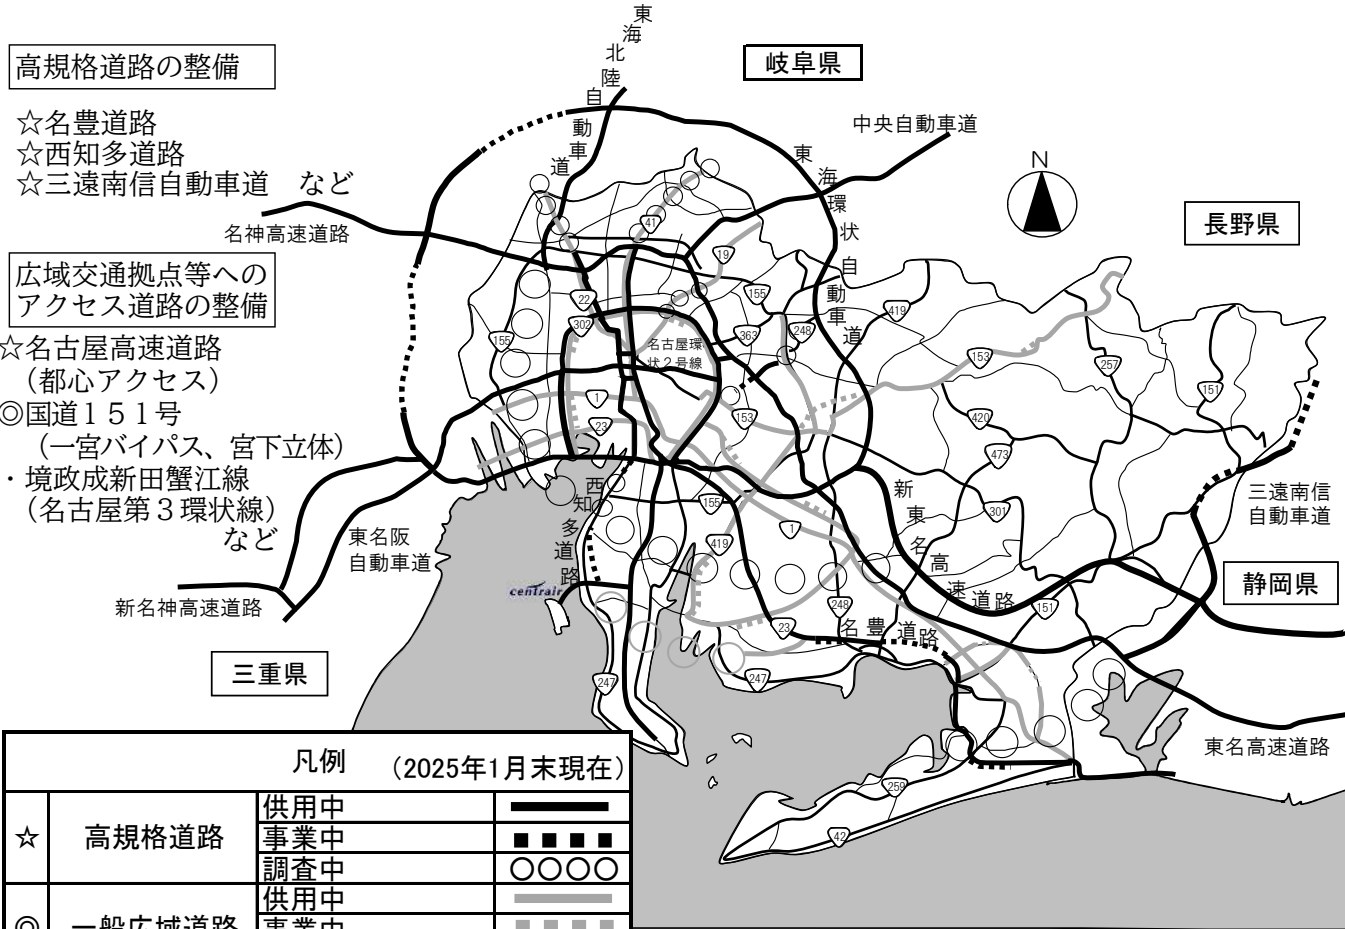 高規格道路の整備
☆名豊道路
☆西知多道路
☆三遠南信自動車道 など
広域交通拠点等への
アクセス道路の整備
☆名古屋高速道路
（都心アクセス）
◎国道１５１号
（一宮バイパス、宮下立体）
・境政成新田蟹江線
（名古屋第３環状線）
など
東海北陸自動車道
岐阜県
中央自動車道
東海環状自動車道
N
長野県
名神高速道路
41
19
22
302
155
155
363
248
419
153
257
151
名古屋環
状２号線
1
23
153
420
473
301
三遠南信
自動車道
155
419
1
西知多道路
東名阪
自動車道
新東名高速道路
静岡県
centrair
新名神高速道路
248
151
23
名豊道路
247
247
三重県
東名高速道路
259
42
凡例 （2025年1月末現在）
☆ 高規格道路 供用中
事業中
調査中
◎ 一般広域道路 供用中
事業中